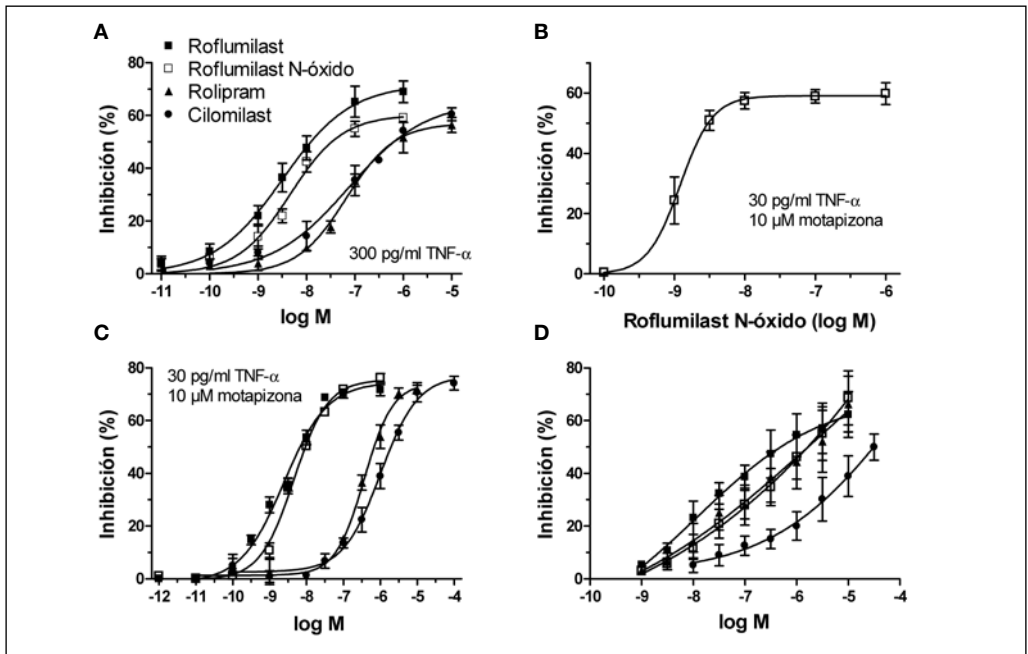 A
Roflumilast
Roflumilast N-óxido
Rolipram
Cilomilast
Inhibición (%)
80
60
40
20
0
300 pg/ml TNF-α
-11 -10 -9 -8 -7 -6 -5
log M
B
Inhibición (%)
80
60
40
20
0
30 pg/ml TNF-α
10 µM motapizona
-10 -9 -8 -7 -6
Roflumilast N-óxido (log M)
C
Inhibición (%)
80
60
40
20
0
30 pg/ml TNF-α
10 µM motapizona
-12 -11 -10 -9 -8 -7 -6 -5 -4
log M
D
Inhibición (%)
80
60
40
20
0
-10 -9 -8 -7 -6 -5 -4
log M